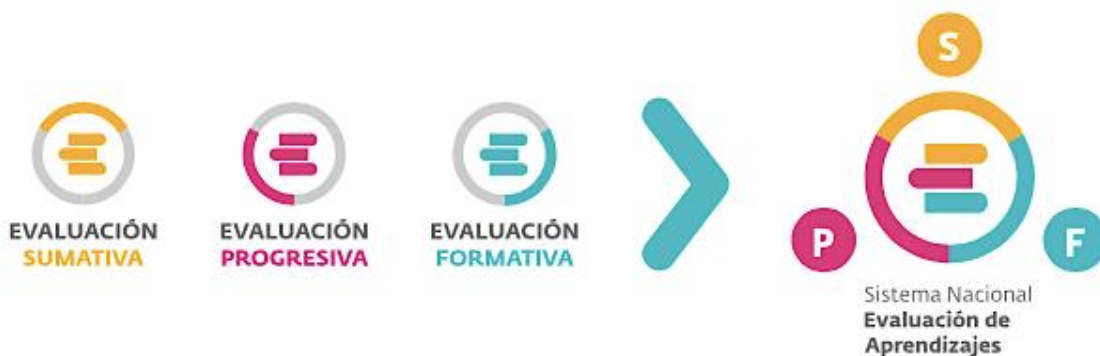 EVALUACIÓN
SUMATIVA
EVALUACIÓN
PROGRESIVA
EVALUACIÓN
FORMATIVA
S
P
F
Sistema Nacional
Evaluación de
Aprendizajes